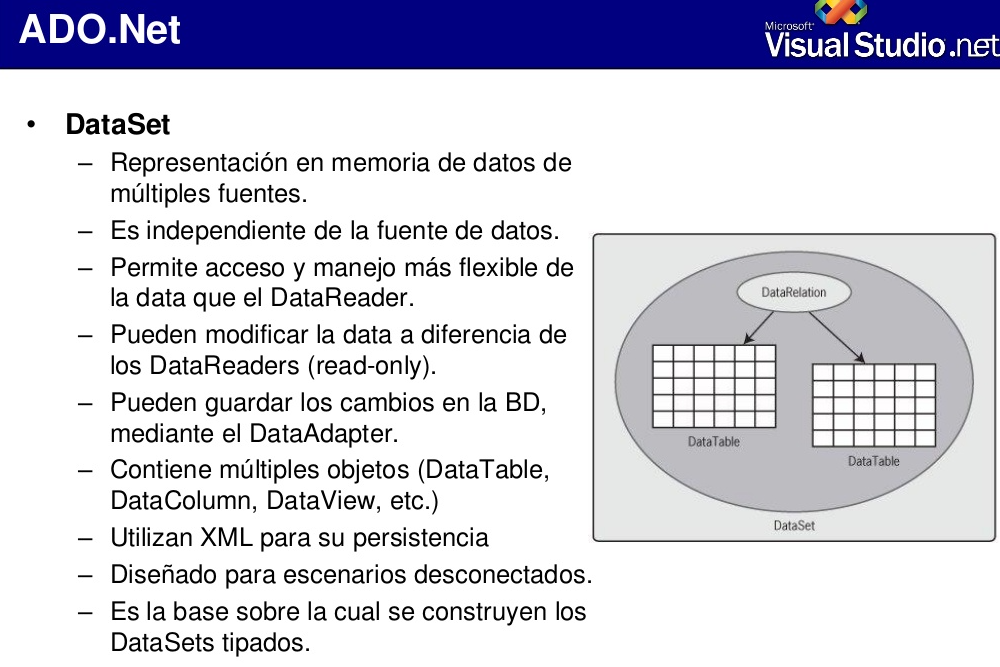 ADO.Net
Microsoft
Visual Studio .net
• DataSet
– Representación en memoria de datos de
múltiples fuentes.
– Es independiente de la fuente de datos.
– Permite acceso y manejo más flexible de
la data que el DataReader.
– Pueden modificar la data a diferencia de
los DataReaders (read-only).
– Pueden guardar los cambios en la BD,
mediante el DataAdapter.
– Contiene múltiples objetos (DataTable,
DataColumn, DataView, etc.)
– Utilizan XML para su persistencia
– Diseñado para escenarios desconectados.
– Es la base sobre la cual se construyen los
DataSets tipados.
DataRelation
DataTable
DataTable
DataSet